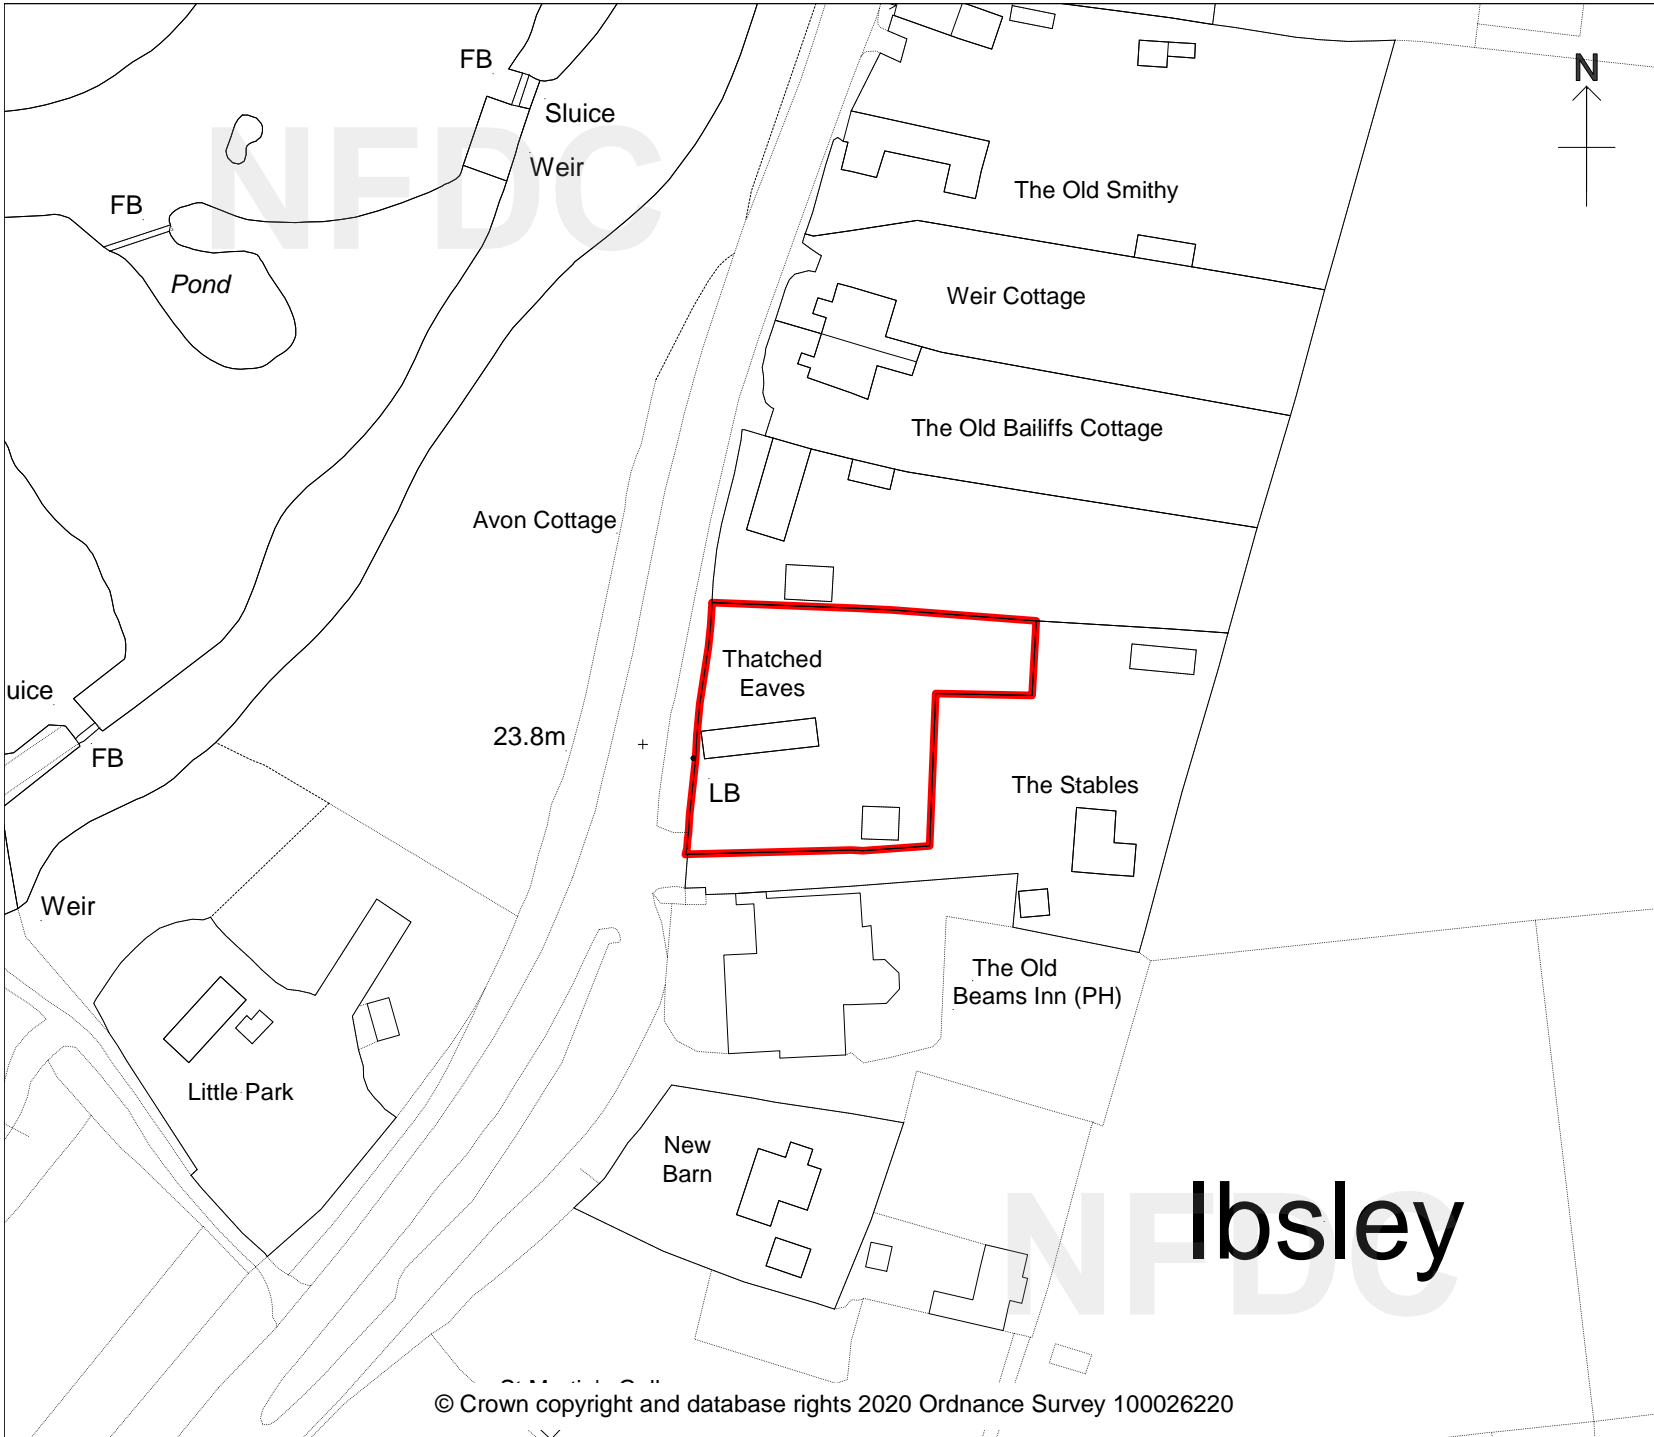 FB
N
Sluice
NFDC
Weir
The Old Smithy
FB
Pond
Weir Cottage
The Old Bailiffs Cottage
Avon Cottage
Thatched
Eaves
uice
23.8m
FB
The Stables
LB
Weir
The Old
Beams Inn (PH)
Little Park
New
Barn
Ibsley
NFDC
© Crown copyright and database rights 2020 Ordnance Survey 100026220